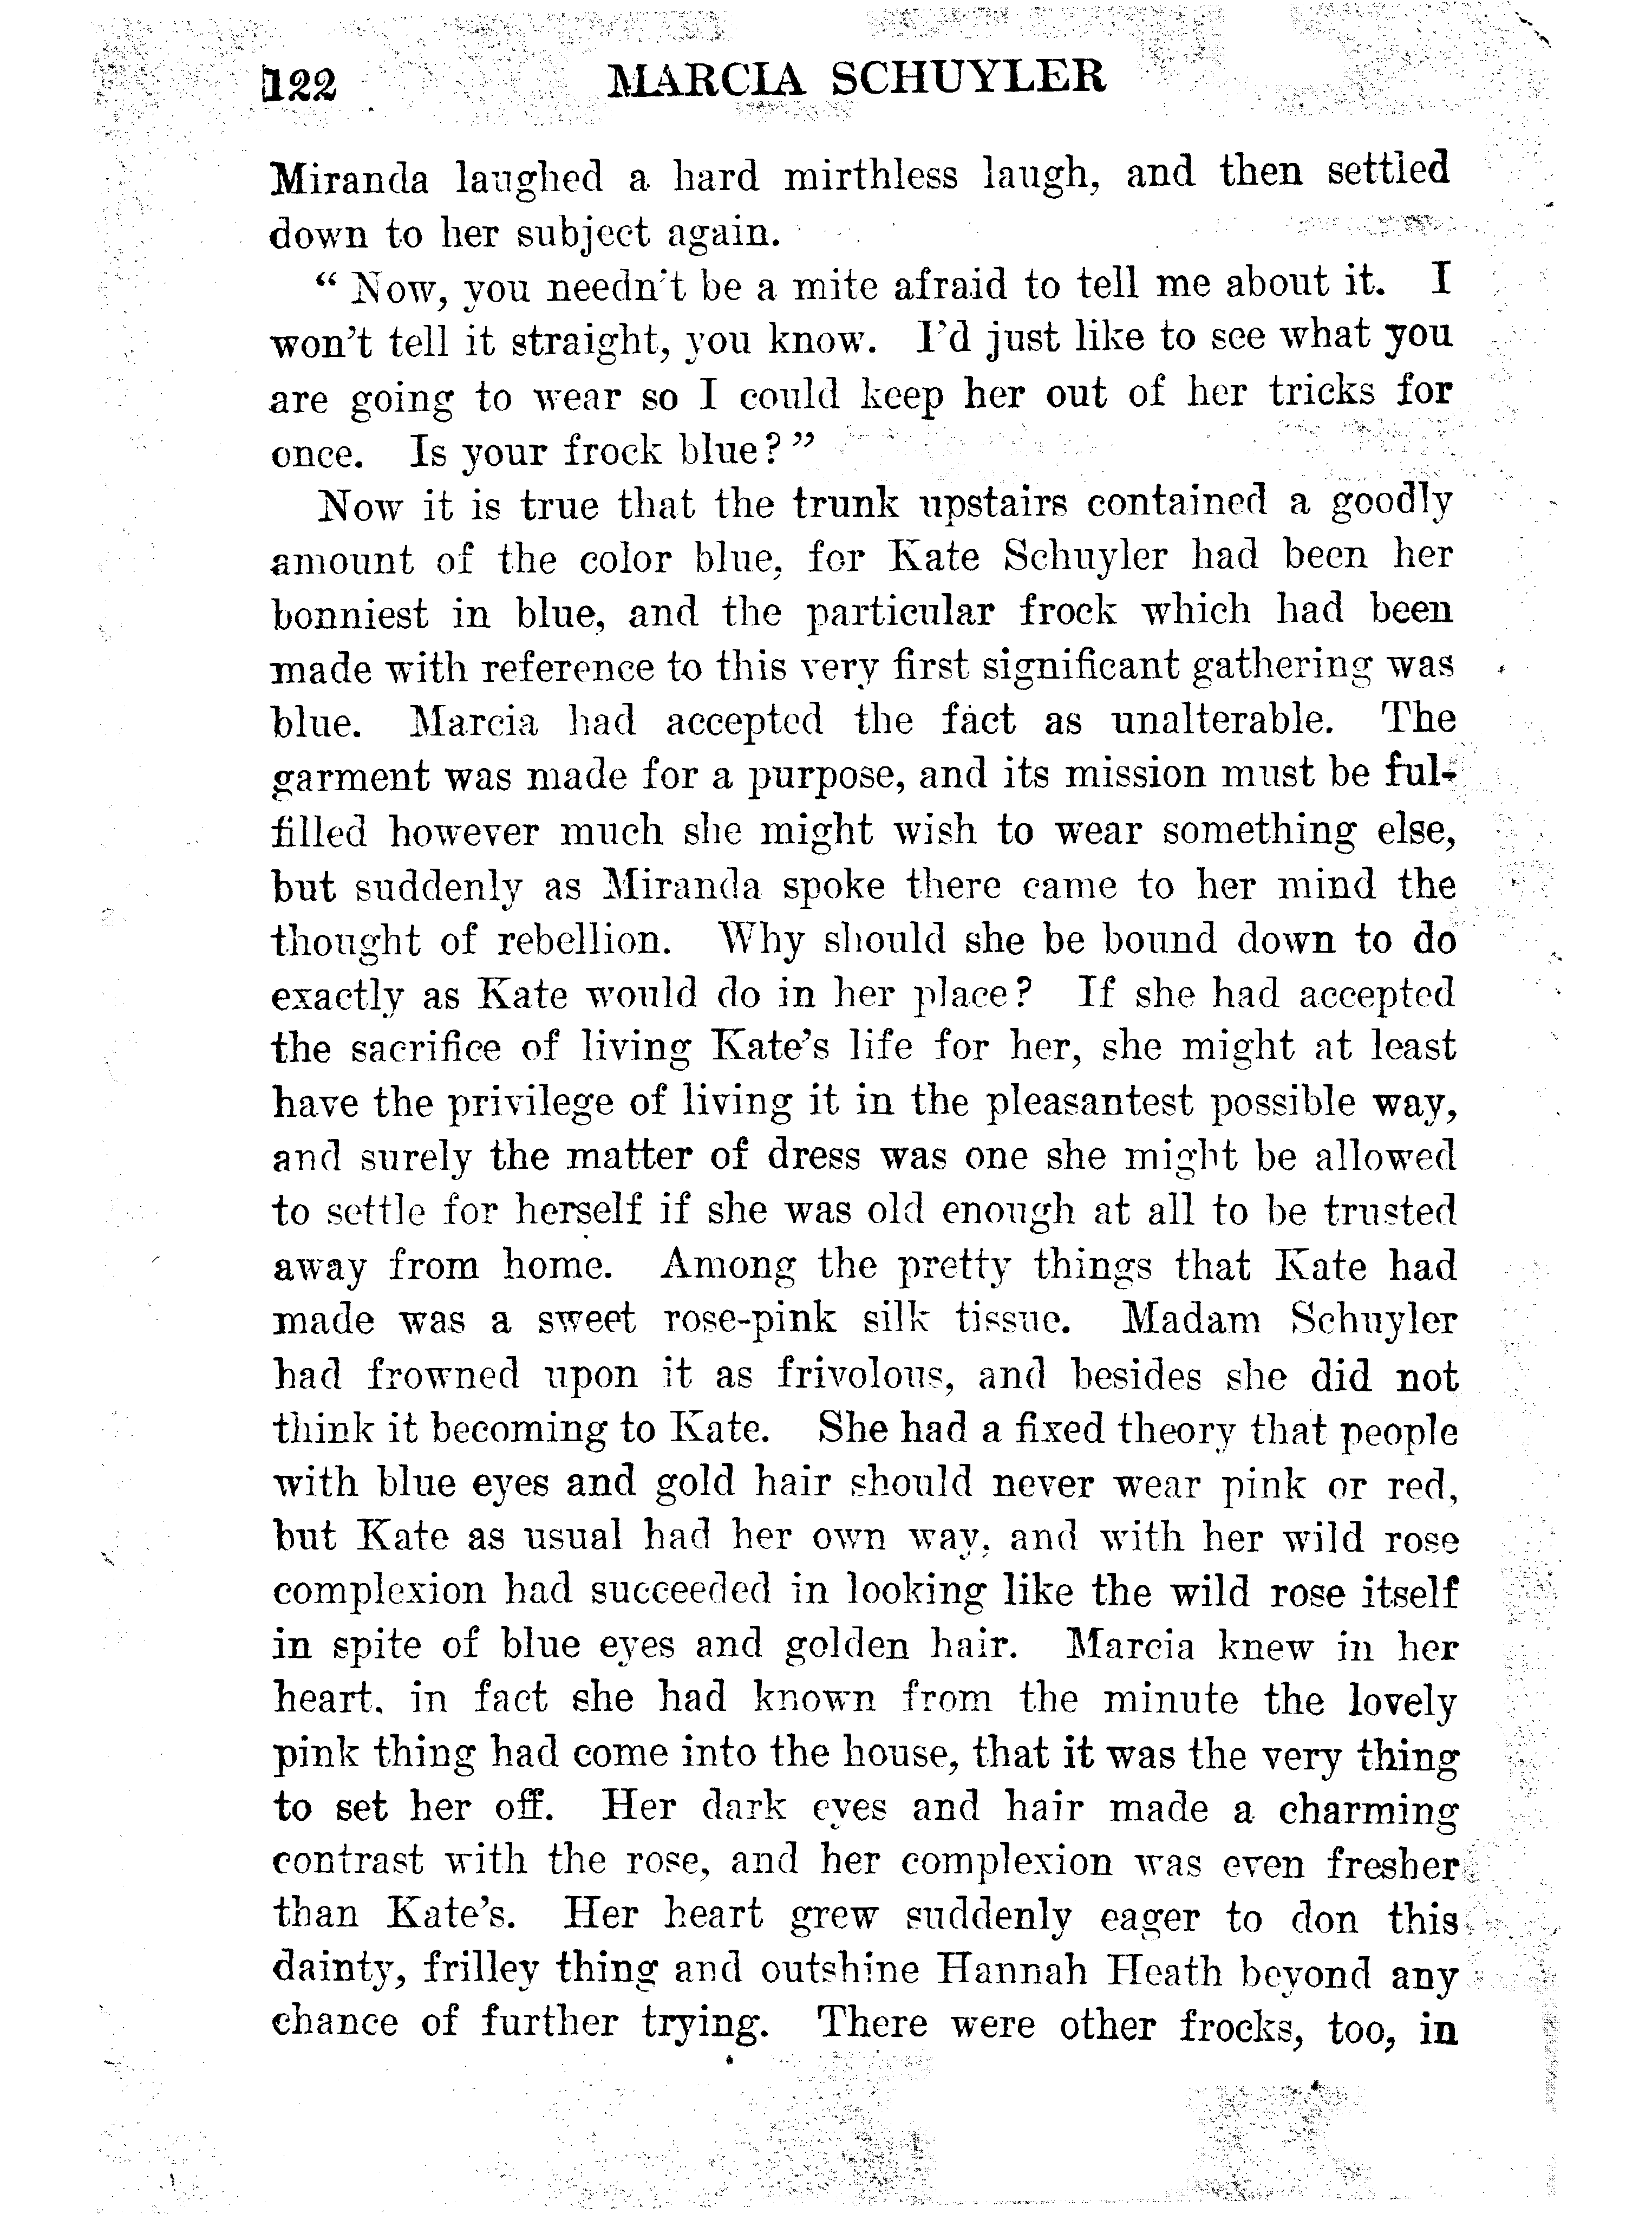 122 MARCIA SCHUYLER
Miranda laughed a hard mirthless laugh, and then settled
down to her subject again.
“ Now, you needn't be a mite afraid to tell me about it. I
won't tell it straight, you know. I'd just like to see what you
are going to wear so I could keep her out of her tricks for
once. Is your frock blue? ”
Now it is true that the trunk upstairs contained a goodly
amount of the color blue, for Kate Schuyler had been her
bonniest in blue, and the particular frock which had been
made with reference to this very first significant gathering was
blue. Marcia had accepted the fact as unalterable. The
garment was made for a purpose, and its mission must be ful-
filled however much she might wish to wear something else,
but suddenly as Miranda spoke there came to her mind the
thought of rebellion. Why should she be bound down to do
exactly as Kate would do in her place? If she had accepted
the sacrifice of living Kate's life for her, she might at least
have the privilege of living it in the pleasantest possible way,
and surely the matter of dress was one she might be allowed
to settle for herself if she was old enough at all to be trusted
away from home. Among the pretty things that Kate had
made was a sweet rose-pink silk tissue. Madam Schuyler
had frowned upon it as frivolous, and besides she did not
think it becoming to Kate. She had a fixed theory that people
with blue eyes and gold hair should never wear pink or red,
but Kate as usual had her own way, and with her wild rose
complexion had succeeded in looking like the wild rose itself
in spite of blue eyes and golden hair. Marcia knew in her
heart, in fact she had known from the minute the lovely
pink thing had come into the house, that it was the very thing
to set her off. Her dark eyes and hair made a charming
contrast with the rose, and her complexion was even fresher
than Kate's. Her heart grew suddenly eager to don this
dainty, frilley thing and outshine Hannah Heath beyond any
chance of further trying. There were other frocks, too, in